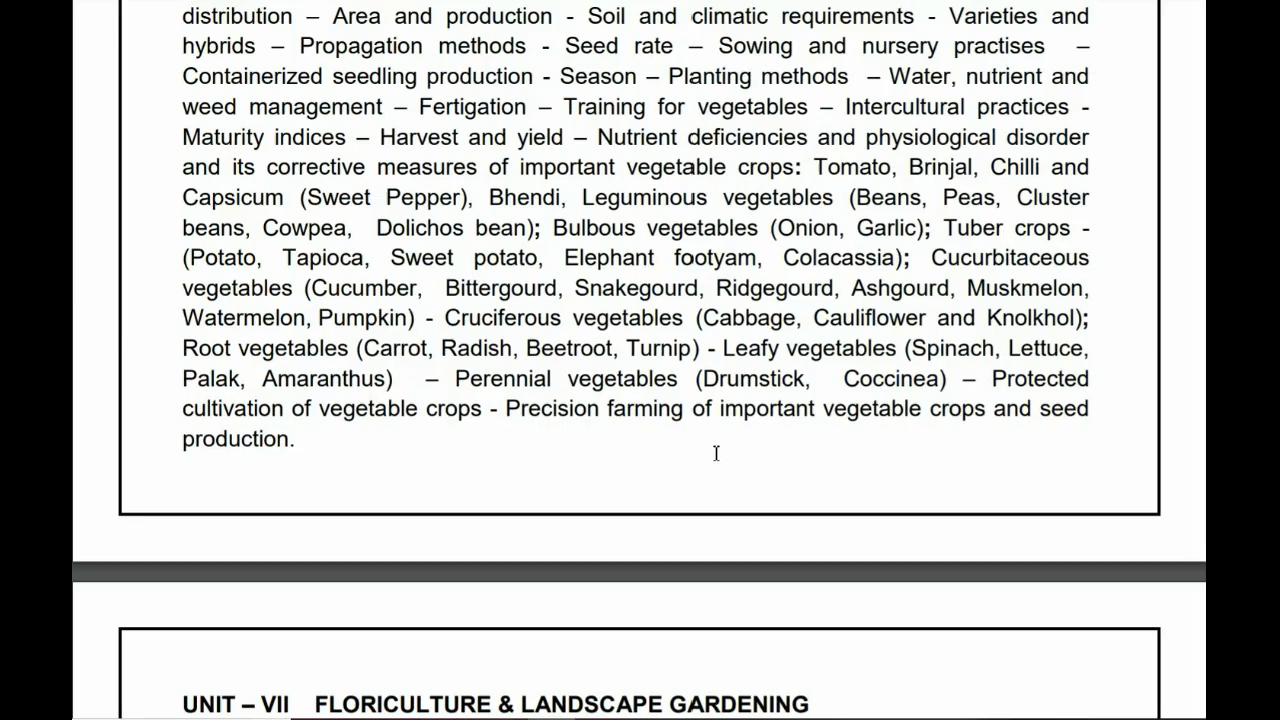 distribution – Area and production - Soil and climatic requirements - Varieties and
hybrids – Propagation methods - Seed rate – Sowing and nursery practises –
Containerized seedling production - Season – Planting methods – Water, nutrient and
weed management – Fertigation – Training for vegetables – Intercultural practices -
Maturity indices – Harvest and yield – Nutrient deficiencies and physiological disorder
and its corrective measures of important vegetable crops: Tomato, Brinjal, Chilli and
Capsicum (Sweet Pepper), Bhendi, Leguminous vegetables (Beans, Peas, Cluster
beans, Cowpea, Dolichos bean); Bulbous vegetables (Onion, Garlic); Tuber crops -
(Potato, Tapioca, Sweet potato, Elephant footyam, Colacassia); Cucurbitaceous
vegetables (Cucumber, Bittergourd, Snakegourd, Ridgegourd, Ashgourd, Muskmelon,
Watermelon, Pumpkin) - Cruciferous vegetables (Cabbage, Cauliflower and Knolkhol);
Root vegetables (Carrot, Radish, Beetroot, Turnip) - Leafy vegetables (Spinach, Lettuce,
Palak, Amaranthus) – Perennial vegetables (Drumstick, Coccinea) – Protected
cultivation of vegetable crops - Precision farming of important vegetable crops and seed
production.
UNIT – VII FLORICULTURE & LANDSCAPE GARDENING